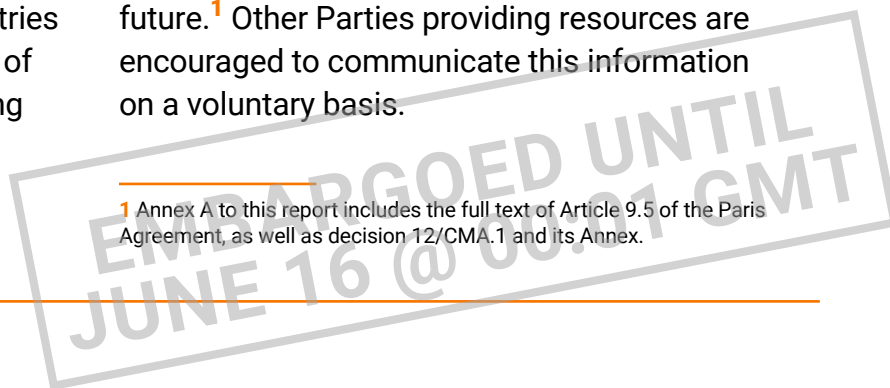 tries
of
ng
future.1 Other Parties providing resources are
encouraged to communicate this information
on a voluntary basis.
1 Annex A to this report includes the full text of Article 9.5 of the Paris
Agreement, as well as decision 12/CMA.1 and its Annex.
EMBARGOED UNTIL
JUNE 16 @ 00:01 GMT